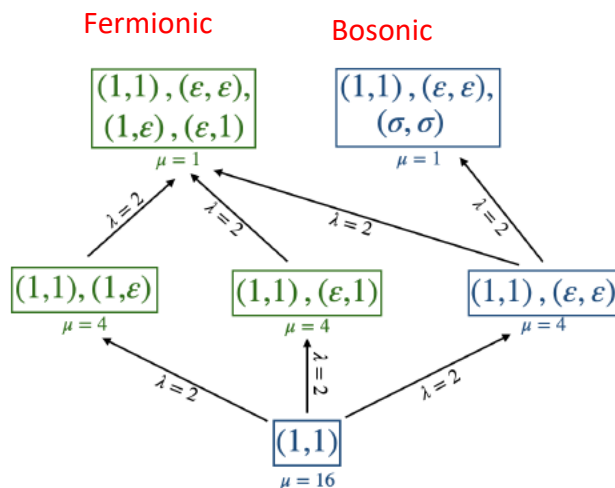 Fermionic Bosonic
(1,1) , (ε, ε), (1,1) , (ε, ε),
(1,ε) , (ε,1) (σ, σ)
μ = 1 μ = 1
λ = 2 λ = 2 λ = 2 λ = 2
(1,1), (1,ε) (1,1) , (ε,1) (1,1) , (ε, ε)
μ = 4 μ = 4 μ = 4
λ = 2 λ = 2 λ = 2
(1,1)
μ = 16